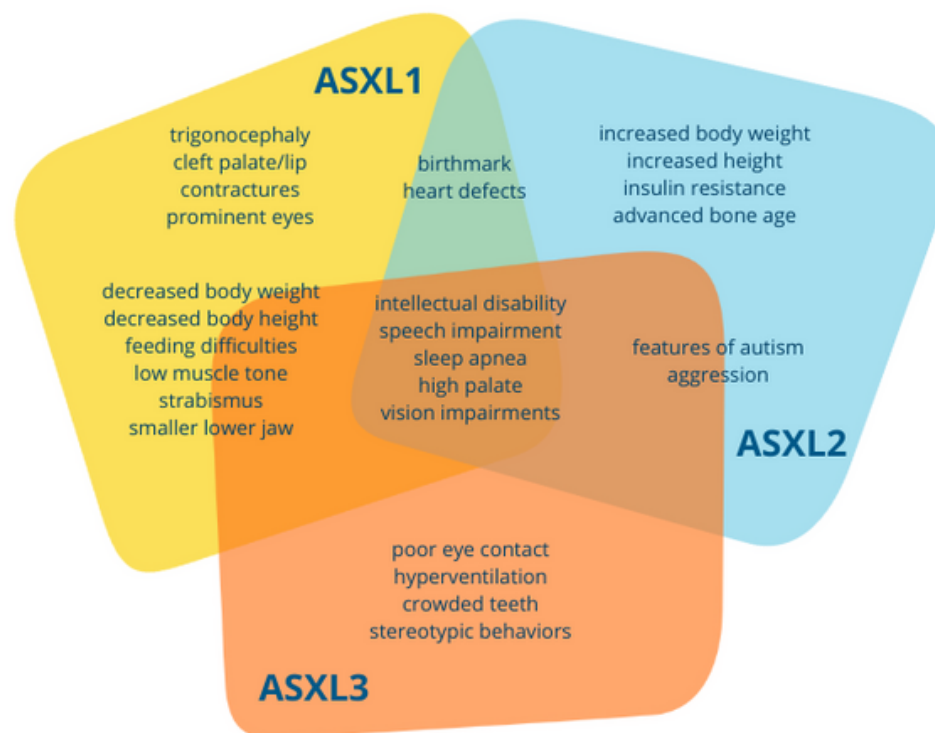 ASXL1
trigonocephaly
cleft palate/lip
contractures
prominent eyes
birthmark
heart defects
increased body weight
increased height
insulin resistance
advanced bone age
decreased body weight
decreased body height
feeding difficulties
low muscle tone
strabismus
smaller lower jaw
intellectual disability
speech impairment
sleep apnea
high palate
vision impairments
features of autism
aggression
ASXL2
poor eye contact
hyperventilation
crowded teeth
stereotypic behaviors
ASXL3